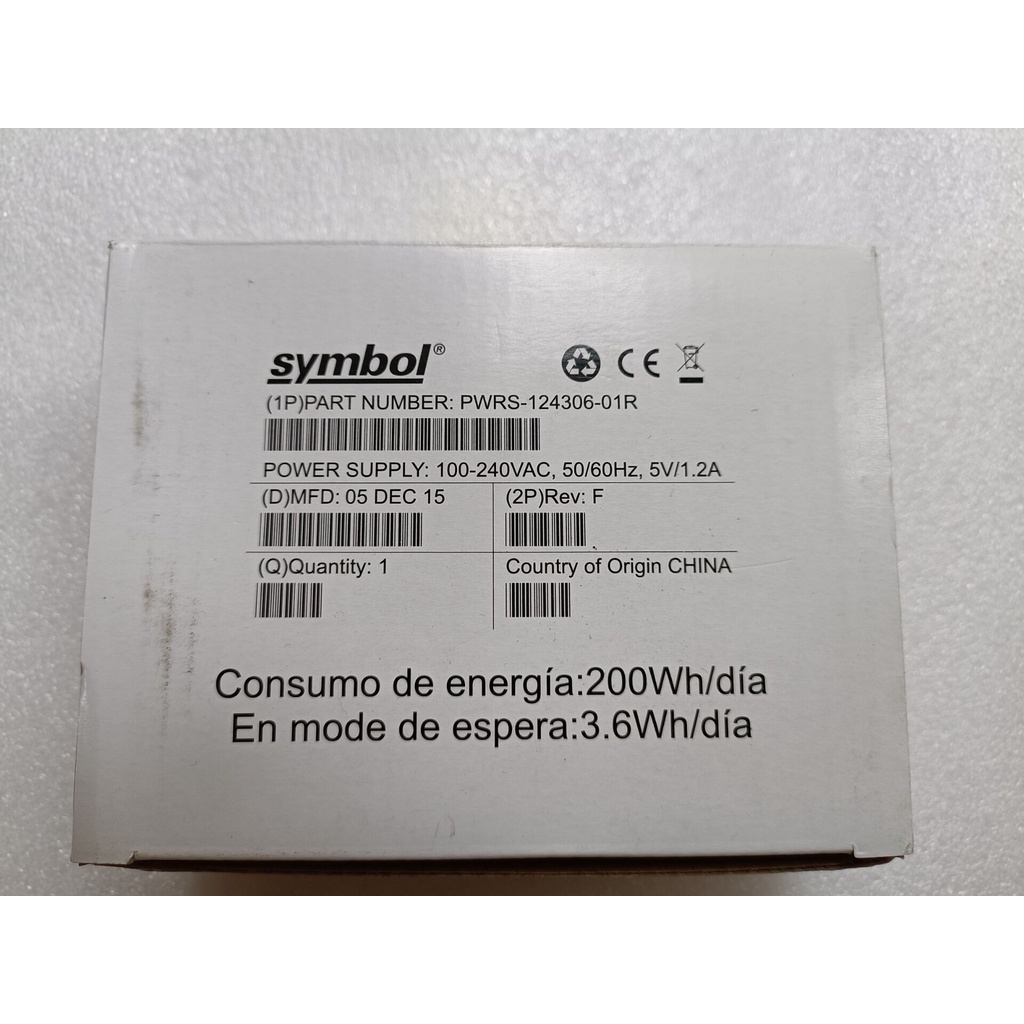 symbol®
CE
(1P)PART NUMBER: PWRS-124306-01R
POWER SUPPLY: 100-240VAC, 50/60Hz, 5V/1.2A
(D)MFD: 05 DEC 15
(2P)Rev: F
(Q)Quantity: 1
Country of Origin CHINA
Consumo de energía:200Wh/día
En mode de espera:3.6Wh/día